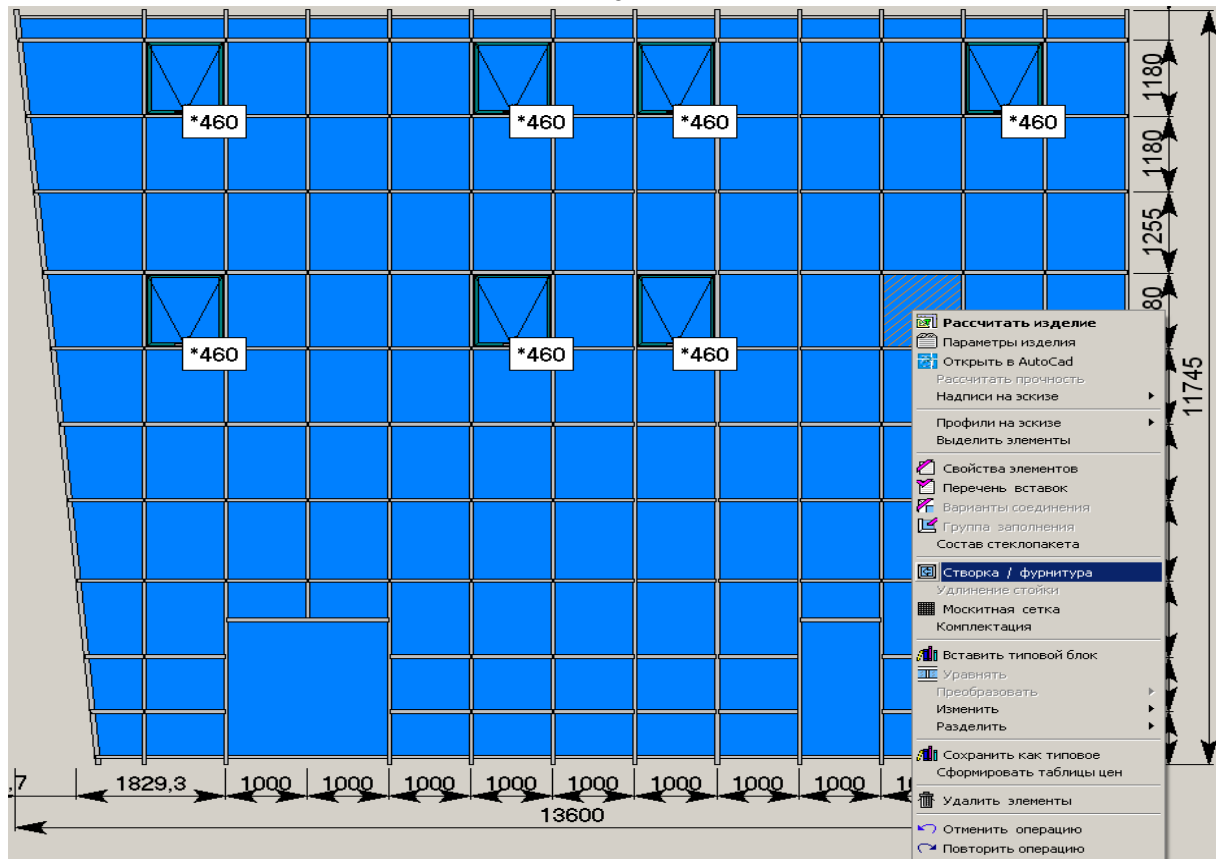 *460
*460
*460
*460
*460
*460
*460
1180
1180
1255
80
11745
Рассчитать изделие
Параметры изделия
Открыть в AutoCad
Рассчитать прочность
Надписи на эскизе
Профили на эскизе
Выделить элементы
Свойства элементов
Перечень вставок
Варианты соединения
Группа заполнения
Состав стеклопакета
Створка / фурнитура
Удлинение стойки
Москитная сетка
Комплектация
Вставить типовой блок
Уравнять
Преобразовать
Изменить
Разделить
Сохранить как типовое
Сформировать таблицы цен
Удалить элементы
Отменить операцию
Повторить операцию
,7 1829,3 1000 1000 1000 1000 1000 1000 1000 1000
13600